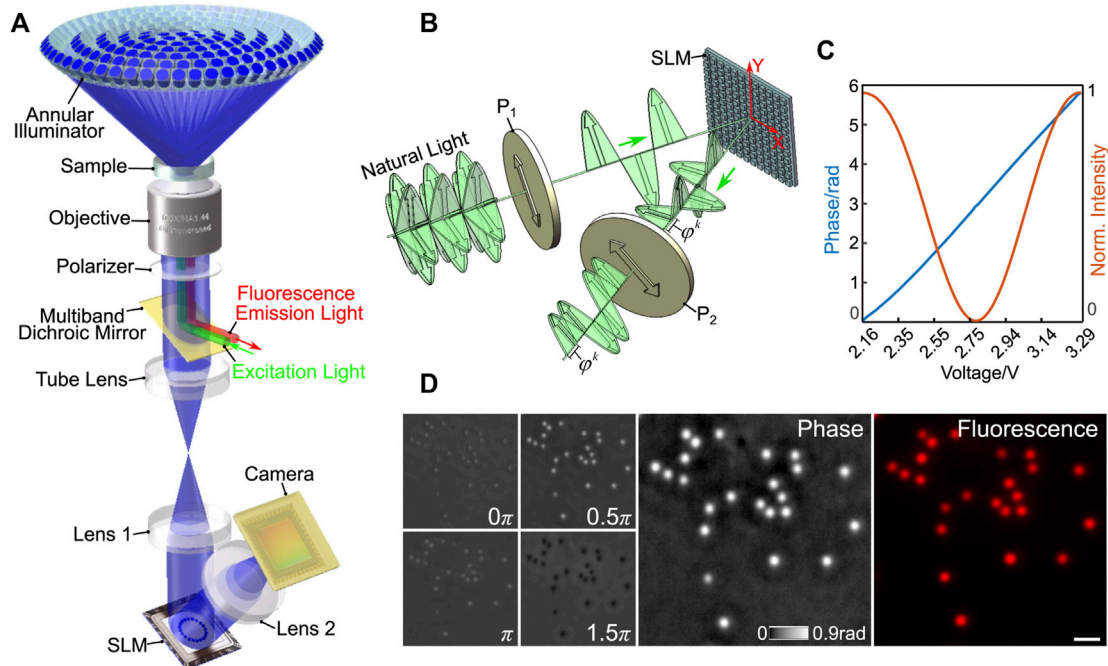 A
Annular
Illuminator
Sample
Objective
100X/NA1.44
Polarizer
Multiband
Dichroic Mirror
Fluorescence
Emission Light
Excitation Light
Tube Lens
Camera
Lens 1
Lens 2
SLM
B
SLM
Y
X
P1
Natural Light
φk
P2
φk
C
Phase/rad
6
5
4
3
2
1
0
Norm. Intensity
1
0
2.16
2.35
2.55
2.75
2.94
3.14
3.29
Voltage/V
D
0π
0.5π
π
1.5π
Phase
0 0.9rad
Fluorescence